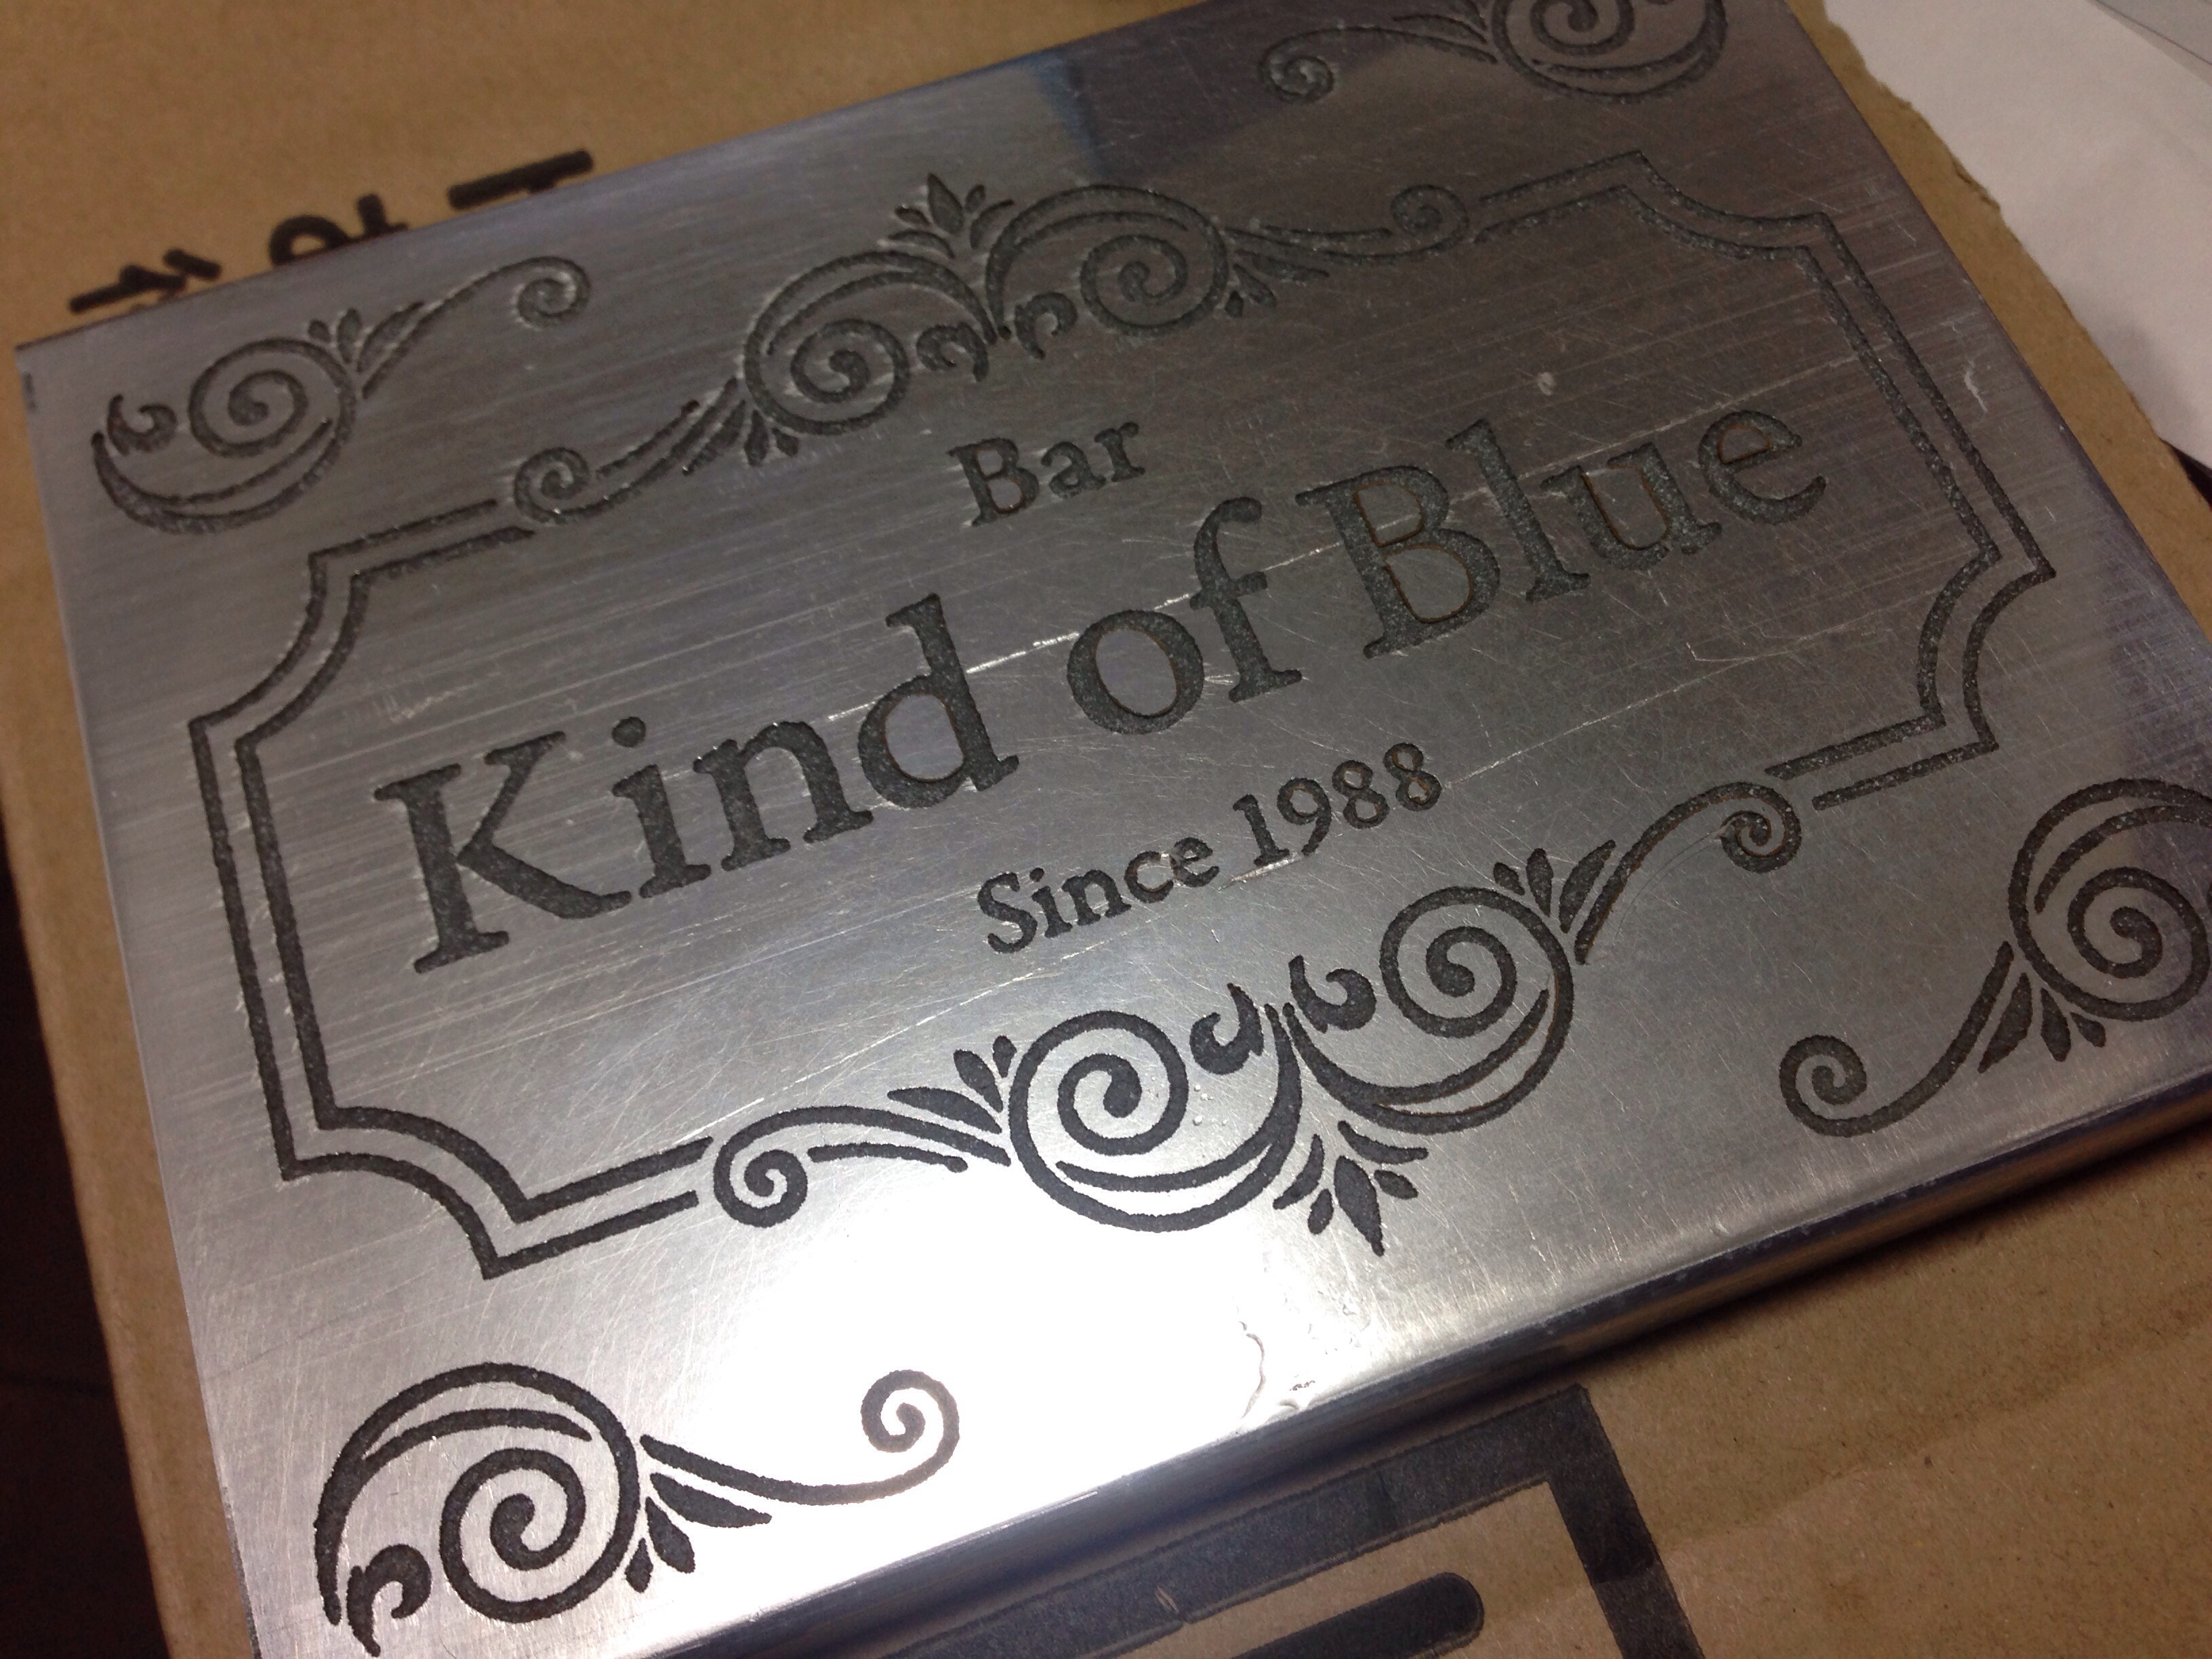 Bar
Kind of Blue
Since 1988